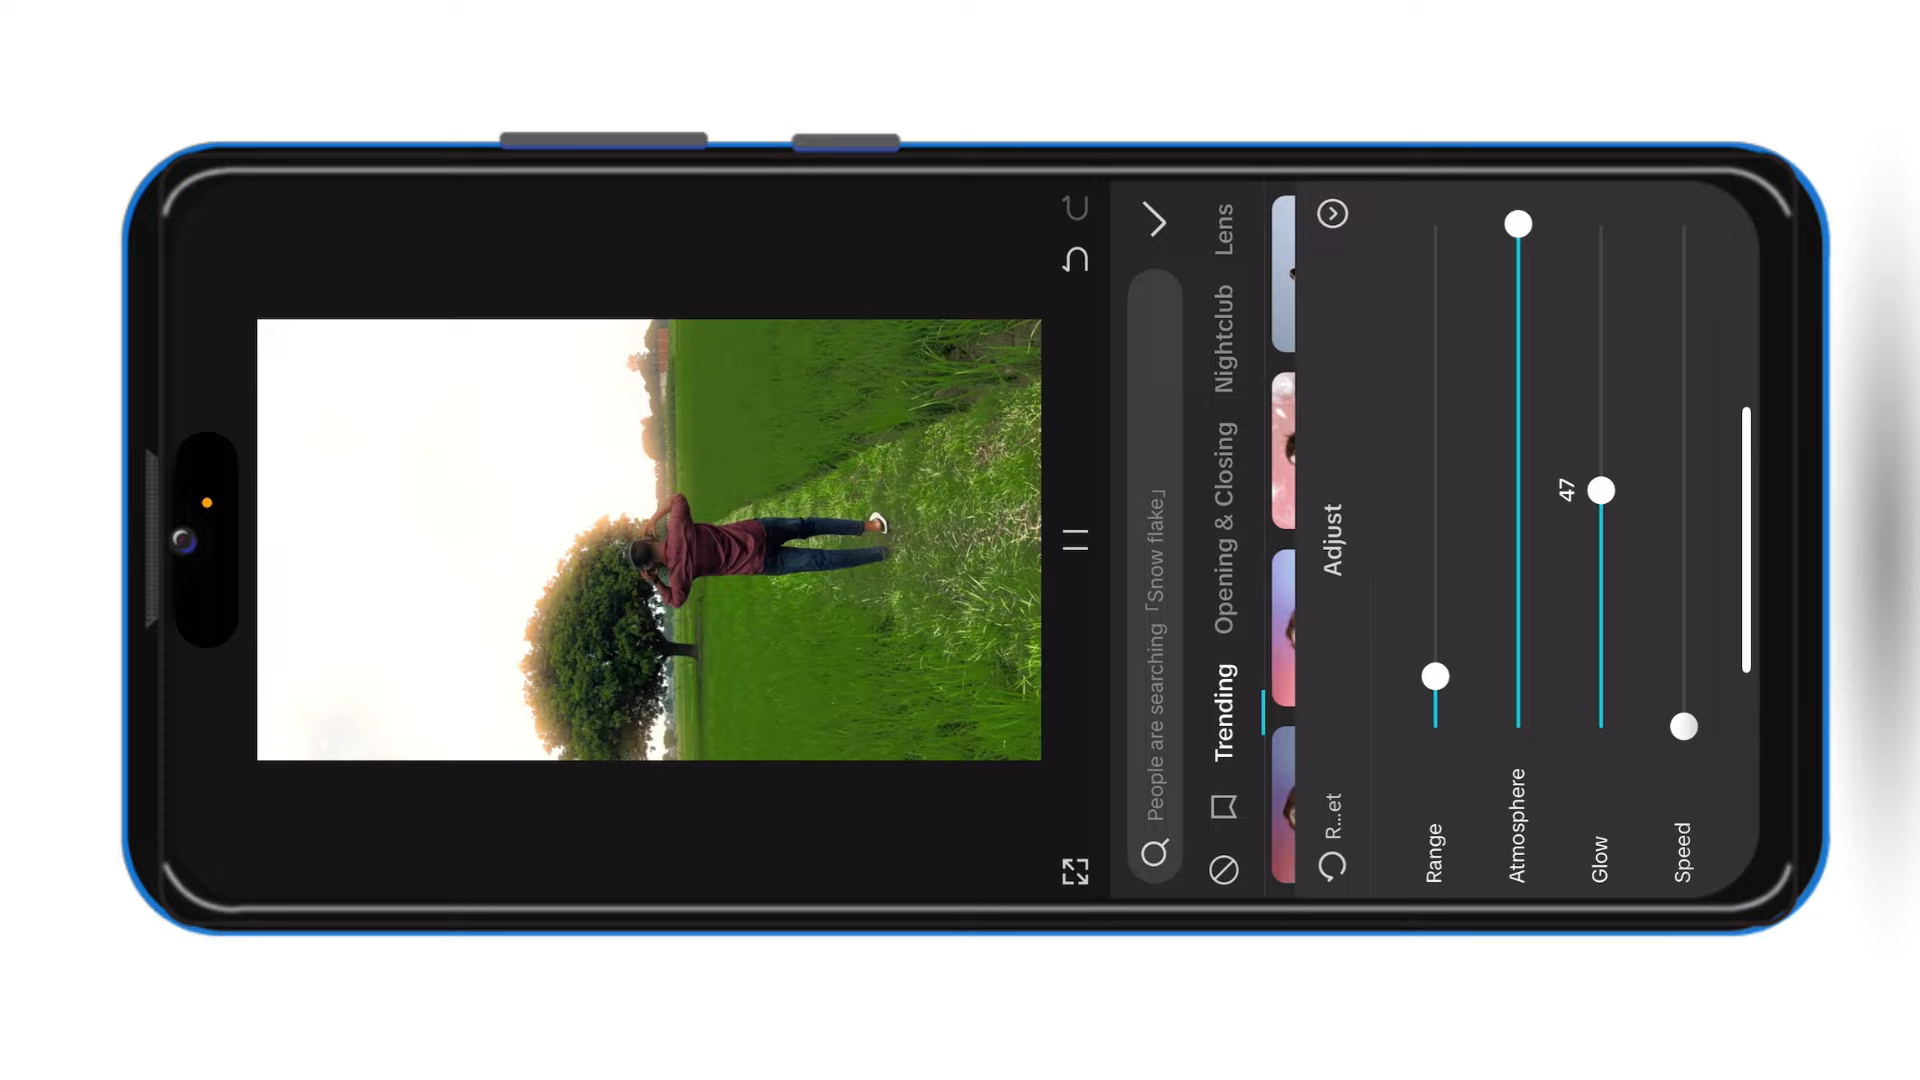 People are searching「Snow flake」
Trending Opening & Closing Nightclub Lens
R...et Adjust
Range
Atmosphere
47
Glow
Speed